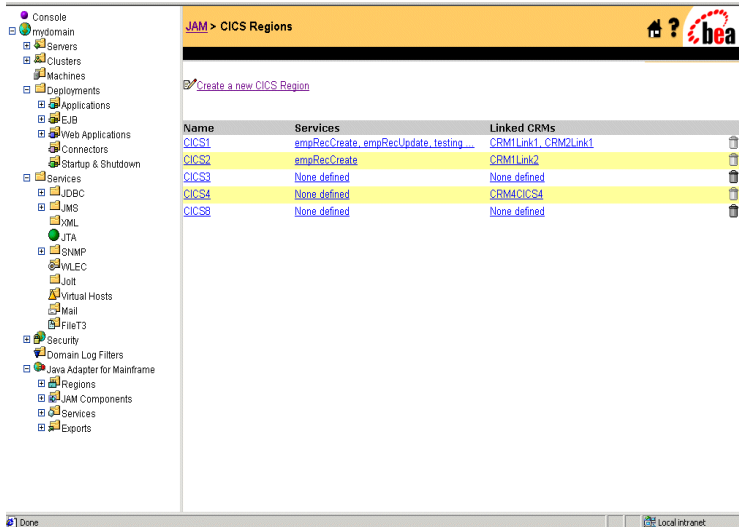 Console
mydomain
Servers
Clusters
Machines
Deployments
Applications
EJB
Web Applications
Connectors
Startup & Shutdown
Services
JDBC
JMS
XML
JTA
SNMP
WLEC
Jolt
Virtual Hosts
Mail
FileT3
Security
Domain Log Filters
Java Adapter for Mainframe
Regions
JAM Components
Services
Exports
JAM > CICS Regions
? bea
Create a new CICS Region
Name Services Linked CRMs
CICS1 empRecCreate, empRecUpdate, testing ... CRM1Link1, CRM2Link1
CICS2 empRecCreate CRM1Link2
CICS3 None defined None defined
CICS4 None defined CRM4CICS4
CICS8 None defined None defined
Done Local intranet